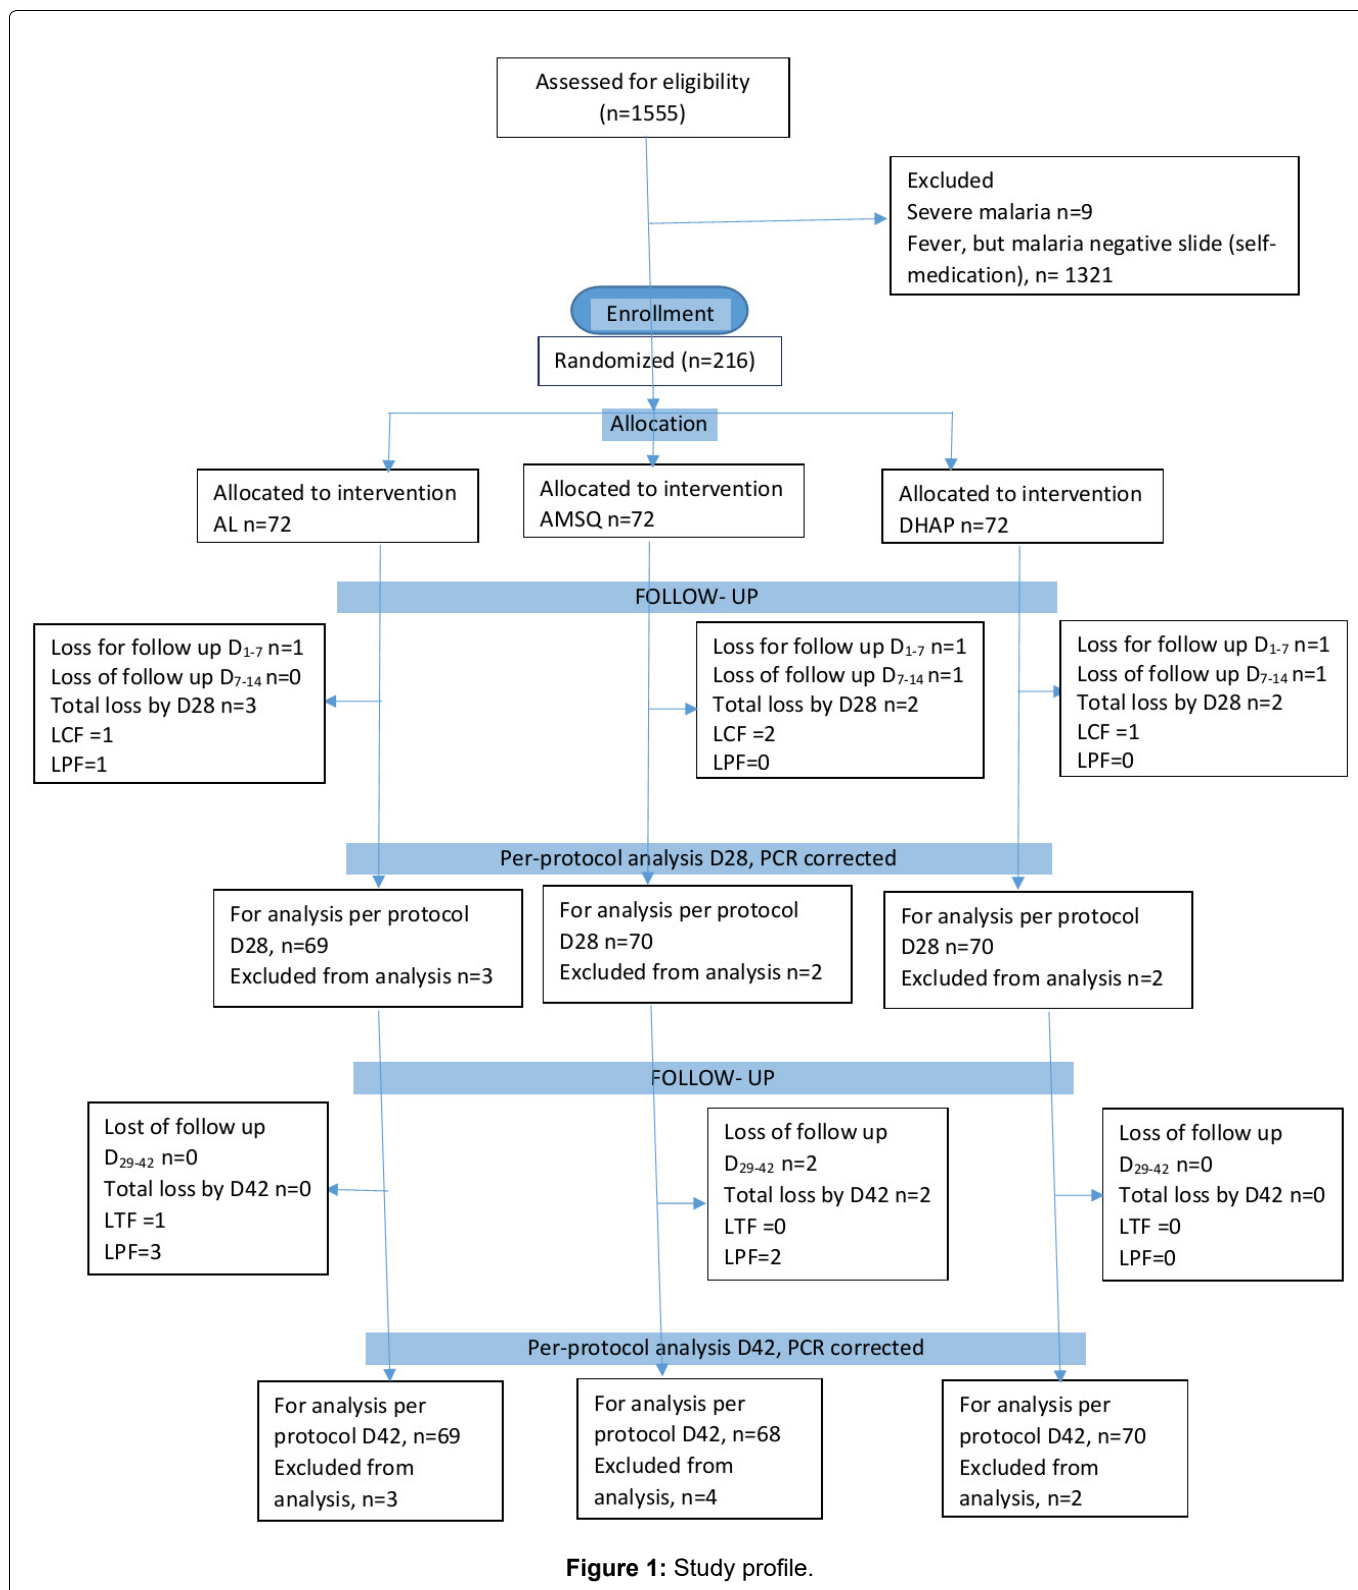 Assessed for eligibility
(n=1555)
Excluded
Severe malaria n=9
Fever, but malaria negative slide (self-
medication), n= 1321
Enrollment
Randomized (n=216)
Allocation
Allocated to intervention
AL n=72
Allocated to intervention
AMSQ n=72
Allocated to intervention
DHAP n=72
FOLLOW- UP
Loss for follow up D1-7 n=1
Loss of follow up D7-14 n=0
Total loss by D28 n=3
LCF =1
LPF=1
Loss for follow up D1-7 n=1
Loss of follow up D7-14 n=1
Total loss by D28 n=2
LCF =2
LPF=0
Loss for follow up D1-7 n=1
Loss of follow up D7-14 n=1
Total loss by D28 n=2
LCF =1
LPF=0
Per-protocol analysis D28, PCR corrected
For analysis per protocol
D28, n=69
Excluded from analysis n=3
For analysis per protocol
D28 n=70
Excluded from analysis n=2
For analysis per protocol
D28 n=70
Excluded from analysis n=2
FOLLOW- UP
Lost of follow up
D29-42 n=0
Total loss by D42 n=0
LTF =1
LPF=3
Loss of follow up
D29-42 n=2
Total loss by D42 n=2
LTF =0
LPF=2
Loss of follow up
D29-42 n=0
Total loss by D42 n=0
LTF =0
LPF=0
Per-protocol analysis D42, PCR corrected
For analysis per
protocol D42, n=69
Excluded from
analysis, n=3
For analysis per
protocol D42, n=68
Excluded from
analysis, n=4
For analysis per
protocol D42, n=70
Excluded from
analysis, n=2
Figure 1: Study profile.